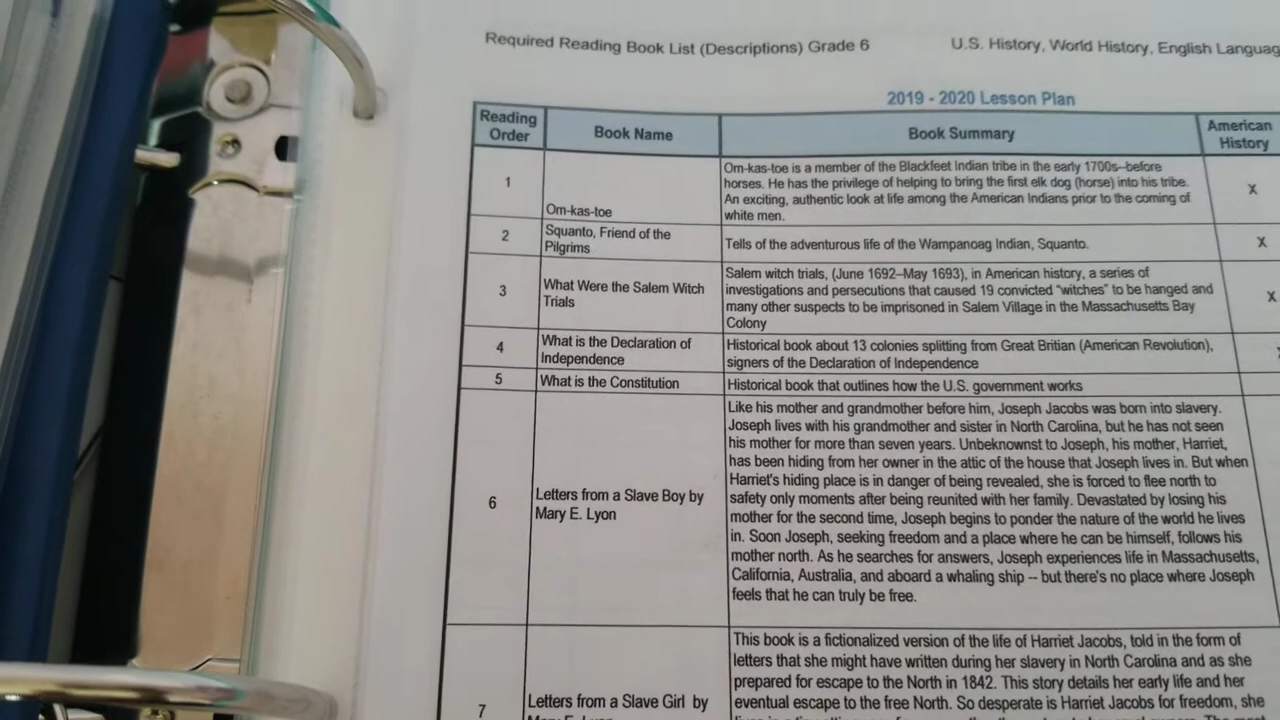 Required Reading Book List (Descriptions) Grade 6
U.S. History, World History, English
2019 - 2020 Lesson Plan
Reading Order
Book Name
Book Summary
American History
1
Om-kas-toe
Om-kas-toe is a member of the Blackfeet Indian tribe in the early 1700s--before
horses. He has the privilege of helping to bring the first elk dog (horse) into his tribe.
An exciting, authentic look at life among the American Indians prior to the coming of
white men.
X
2
Squanto, Friend of the
Pilgrims
Tells of the adventurous life of the Wampanoag Indian, Squanto.
X
3
What Were the Salem Witch
Trials
Salem witch trials, (June 1692–May 1693), in American history, a series of
investigations and persecutions that caused 19 convicted “witches” to be hanged and
many other suspects to be imprisoned in Salem Village in the Massachusetts Bay
Colony
X
4
What is the Declaration of
Independence
Historical book about 13 colonies splitting from Great Britian (American Revolution),
signers of the Declaration of Independence
5
What is the Constitution
Historical book that outlines how the U.S. government works
6
Letters from a Slave Boy by
Mary E. Lyon
Like his mother and grandmother before him, Joseph Jacobs was born into slavery.
Joseph lives with his grandmother and sister in North Carolina, but he has not seen
his mother for more than seven years. Unbeknownst to Joseph, his mother, Harriet,
has been hiding from her owner in the attic of the house that Joseph lives in. But when
Harriet's hiding place is in danger of being revealed, she is forced to flee north to
safety only moments after being reunited with her family. Devastated by losing his
mother for the second time, Joseph begins to ponder the nature of the world he lives
in. Soon Joseph, seeking freedom and a place where he can be himself, follows his
mother north. As he searches for answers, Joseph experiences life in Massachusetts,
California, Australia, and aboard a whaling ship -- but there's no place where Joseph
feels that he can truly be free.
7
Letters from a Slave Girl by
This book is a fictionalized version of the life of Harriet Jacobs, told in the form of
letters that she might have written during her slavery in North Carolina and as she
prepared for escape to the North in 1842. This story details her early life and her
eventual escape to the free North. So desperate is Harriet Jacobs for freedom, she